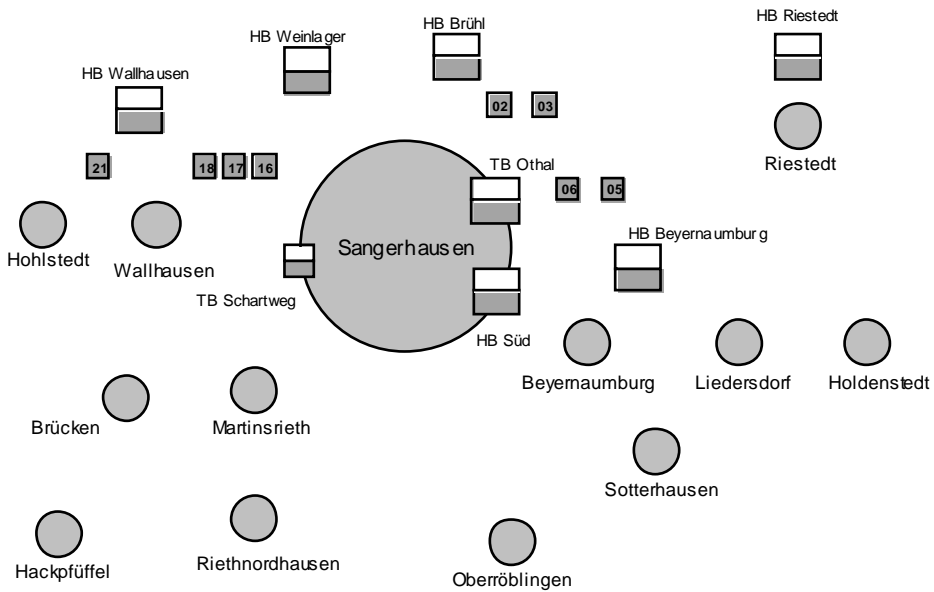 HB Riestedt
HB Brühl
HB Weinlager
HB Wallhausen
02
03
21
18
17
16
TB Othal
Riestedt
06
05
HB Beyernaumburg
Sangerhausen
Hohlstedt
Wallhausen
TB Schartweg
HB Süd
Beyernaumburg
Liedersdorf
Holdenstedt
Brücken
Martinsrieth
Sotterhausen
Hackpfüffel
Riethnordhausen
Oberröblingen